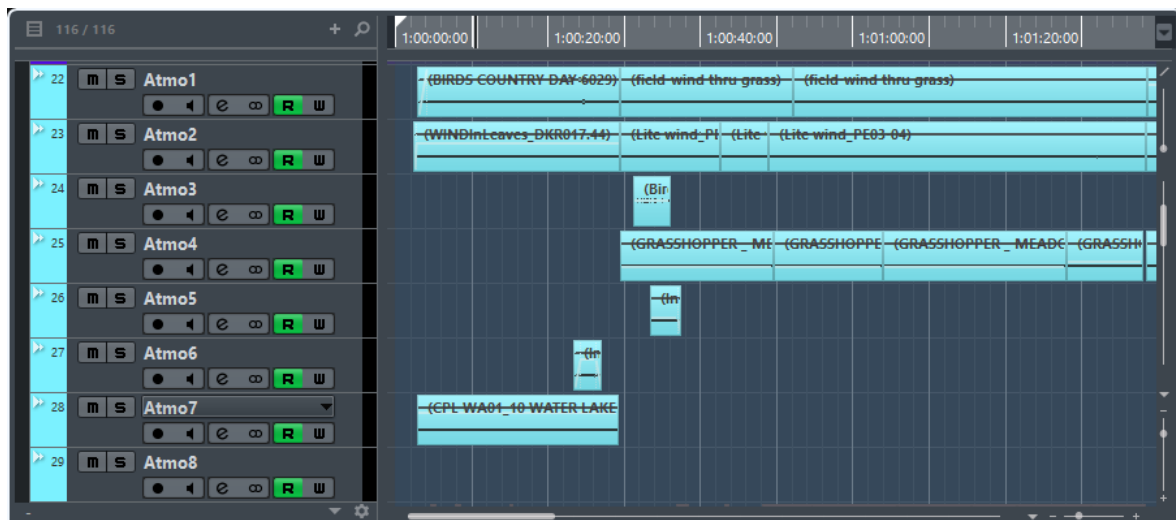 116 / 116 +
1:00:00:00 1:00:20:00 1:00:40:00 1:01:00:00 1:01:20:00
22 m S Atmo1
e R W
(BIRDS COUNTRY DAY:6029) (field-wind thru grass) (field-wind thru grass)
23 m S Atmo2
e R W
(WINDInLeaves_DKR017.44) (Lite wind_PE (Lite (Lite wind_PE03-04)
24 m S Atmo3
e R W
(Bir
25 m S Atmo4
e R W
(GRASSHOPPER _ ME (GRASSHOPPE (GRASSHOPPER _ MEADO (GRASSH
26 m S Atmo5
e R W
(In
27 m S Atmo6
e R W
28 m S Atmo7
e R W
(CPL-WA01_10 WATER LAKE
29 m S Atmo8
e R W